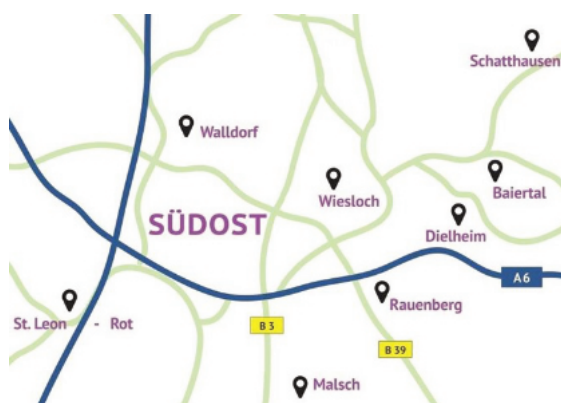 Schatthausen
Walldorf
Wiesloch
Baiertal
SÜDOST
Dielheim
A6
St. Leon - Rot
Rauenberg
B 3
B 39
Malsch